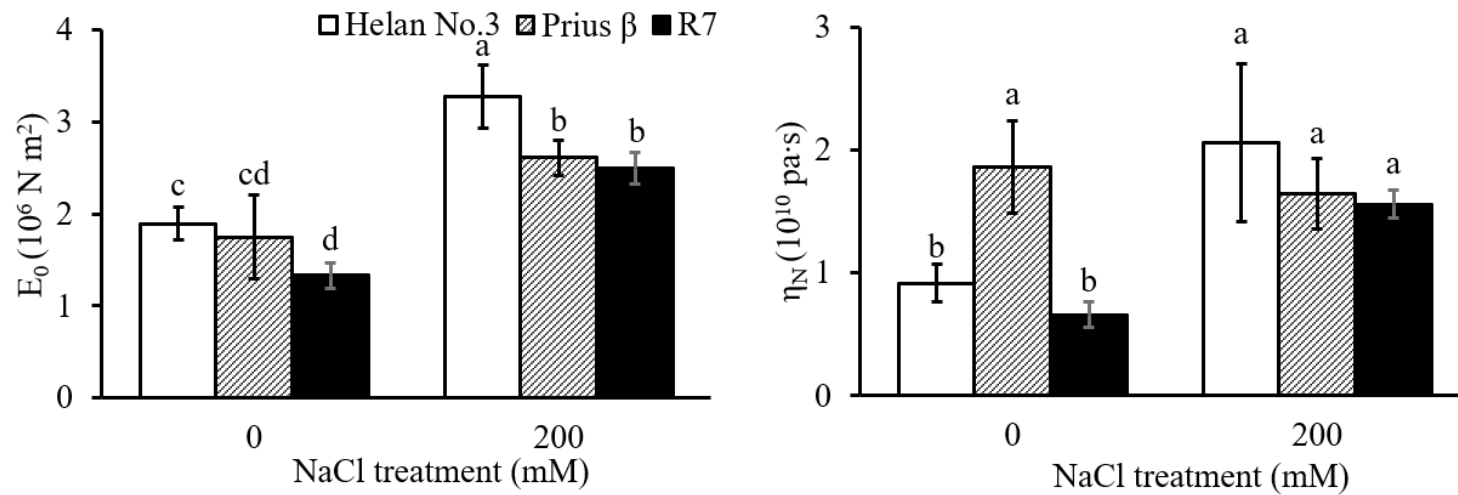 Helan No.3 Prius β R7
E₀ (10⁶ N m²)
4
3
2
1
0
c
cd
d
a
b
b
0
200
NaCl treatment (mM)
η_N (10¹⁰ pa·s)
3
2
1
0
b
a
b
a
a
a
0
200
NaCl treatment (mM)